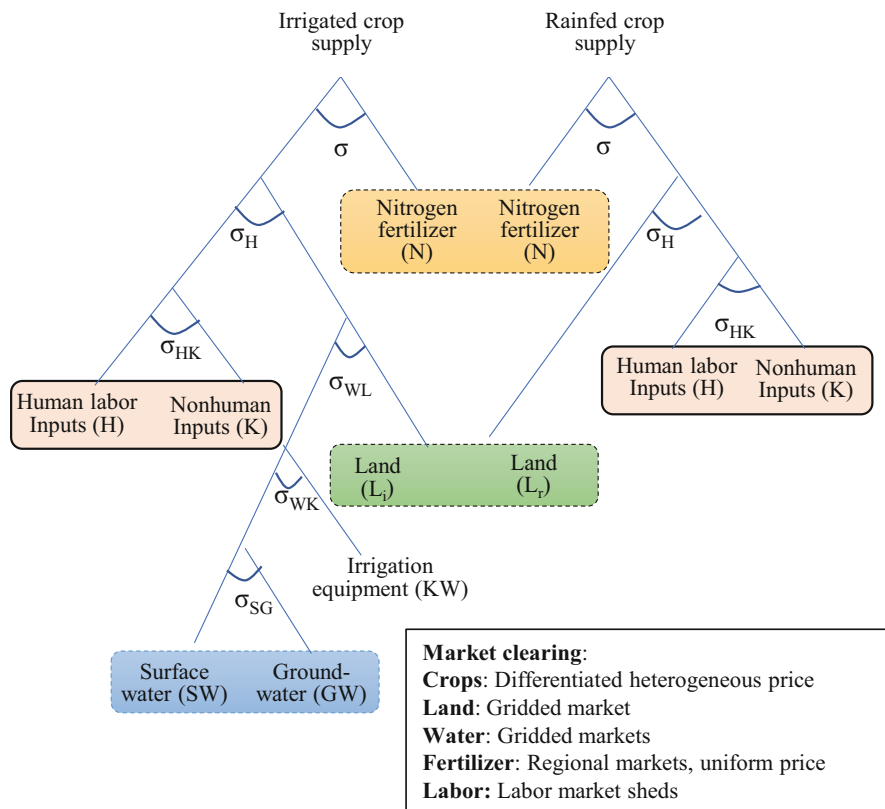 Irrigated crop
supply
Rainfed crop
supply
σ
σ
Nitrogen
fertilizer
(N)
Nitrogen
fertilizer
(N)
σH
σH
σHK
σHK
Human labor
Inputs (H)
Nonhuman
Inputs (K)
Human labor
Inputs (H)
Nonhuman
Inputs (K)
σWL
Land
(Li)
Land
(Lr)
σWK
Irrigation
equipment (KW)
σSG
Surface
water (SW)
Ground-
water (GW)
Market clearing:
Crops: Differentiated heterogeneous price
Land: Gridded market
Water: Gridded markets
Fertilizer: Regional markets, uniform price
Labor: Labor market sheds